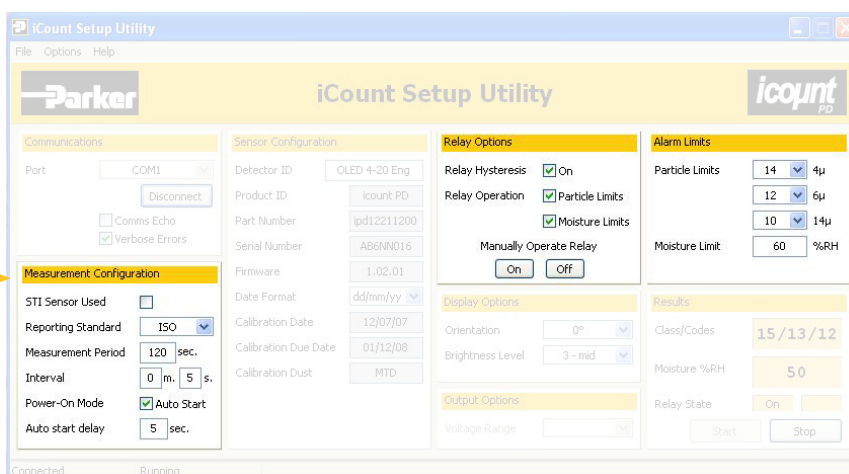 iCount Setup Utility
File Options Help
Parker
iCount Setup Utility
icount
PD
Communications
Port COM1
Disconnect
Comms Echo
Verbose Errors
Measurement Configuration
STI Sensor Used
Reporting Standard ISO
Measurement Period 120 sec.
Interval 0 m. 5 s.
Power-On Mode Auto Start
Auto start delay 5 sec.
Sensor Configuration
Detector ID OLED 4-20 Eng
Product ID icount PD
Part Number ipd12211200
Serial Number AB6NN016
Firmware 1.02.01
Date Format dd/mm/yy
Calibration Date 12/07/07
Calibration Due Date 01/12/08
Calibration Dust MTD
Relay Options
Relay Hysteresis On
Relay Operation Particle Limits
Moisture Limits
Manually Operate Relay
On Off
Display Options
Orientation 0°
Brightness Level 3 - mid
Output Options
Voltage Range
Alarm Limits
Particle Limits 14 4µ
12 6µ
10 14µ
Moisture Limit 60 %RH
Results
Class/Codes 15/13/12
Moisture %RH 50
Relay State On
Start Stop
Connected Running